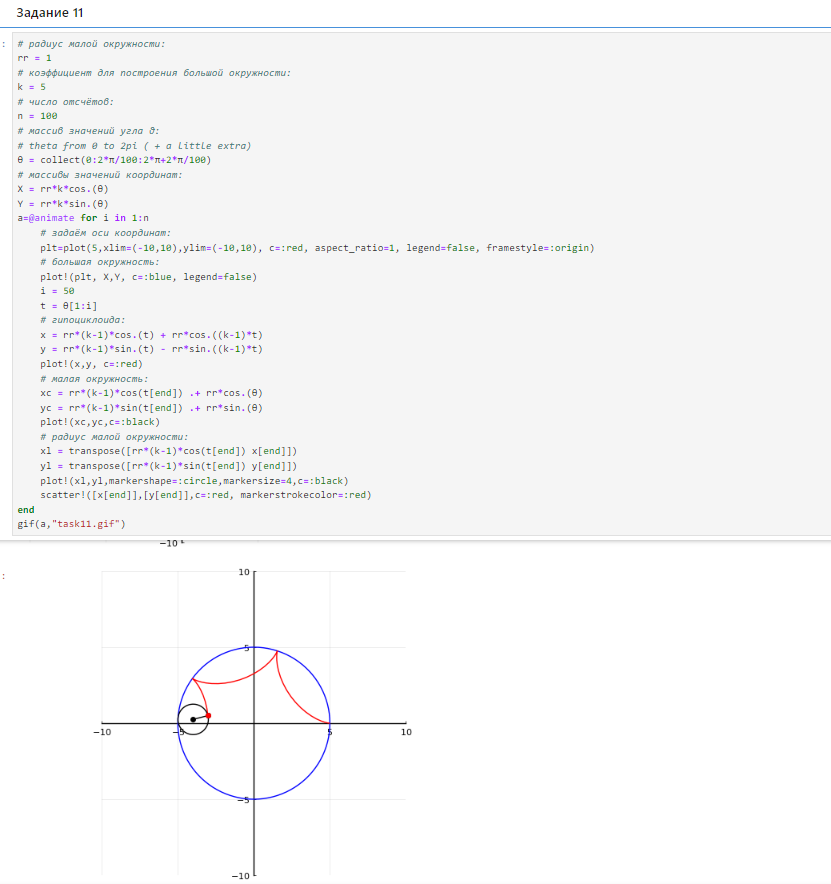 Задание 11
:
# радиус малой окружности:
rr = 1
# коэффициент для построения большой окружности:
k = 5
# число отсчётов:
n = 100
# массив значений угла θ:
# theta from 0 to 2pi ( + a little extra)
θ = collect(0:2*π/100:2*π+2*π/100)
# массивы значений координат:
X = rr*k*cos.(θ)
Y = rr*k*sin.(θ)
a=@animate for i in 1:n
    # задаём оси координат:
    plt=plot(5,xlim=(-10,10),ylim=(-10,10), c=:red, aspect_ratio=1, legend=false, framestyle=:origin)
    # большая окружность:
    plot!(plt, X,Y, c=:blue, legend=false)
    i = 50
    t = θ[1:i]
    # гипоциклоида:
    x = rr*(k-1)*cos.(t) + rr*cos.((k-1)*t)
    y = rr*(k-1)*sin.(t) - rr*sin.((k-1)*t)
    plot!(x,y, c=:red)
    # малая окружность:
    xc = rr*(k-1)*cos(t[end]) .+ rr*cos.(θ)
    yc = rr*(k-1)*sin(t[end]) .+ rr*sin.(θ)
    plot!(xc,yc,c=:black)
    # радиус малой окружности:
    xl = transpose([rr*(k-1)*cos(t[end]) x[end]])
    yl = transpose([rr*(k-1)*sin(t[end]) y[end]])
    plot!(xl,yl,markershape=:circle,markersize=4,c=:black)
    scatter!([x[end]],[y[end]],c=:red, markerstrokecolor=:red)
end
gif(a,"task11.gif")
−10
:
10
5
−10
−5
5
10
−5
−10